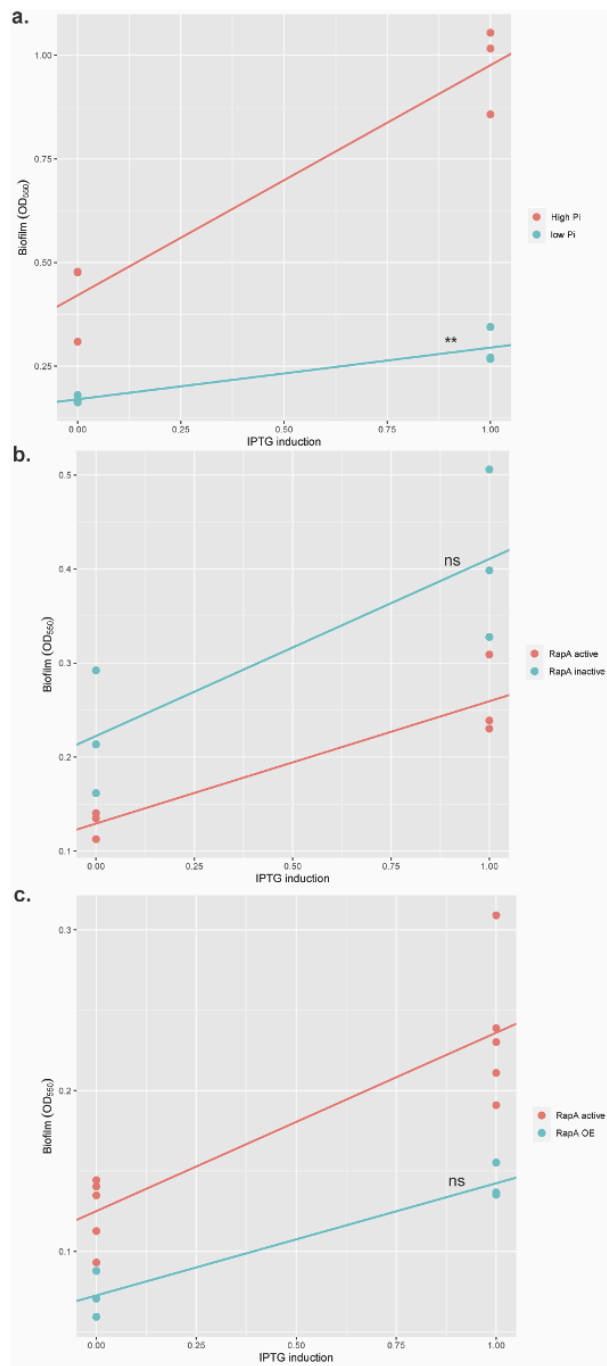 a.
1.00
0.75
0.50
0.25
Biofilm (OD₅₅₀)
**
0.00 0.25 0.50 0.75 1.00
IPTG induction
High Pi
low Pi
b.
0.5
0.4
0.3
0.2
0.1
Biofilm (OD₅₅₀)
ns
0.00 0.25 0.50 0.75 1.00
IPTG induction
RapA active
RapA inactive
c.
0.3
0.2
0.1
Biofilm (OD₅₅₀)
ns
0.00 0.25 0.50 0.75 1.00
IPTG induction
RapA active
RapA OE